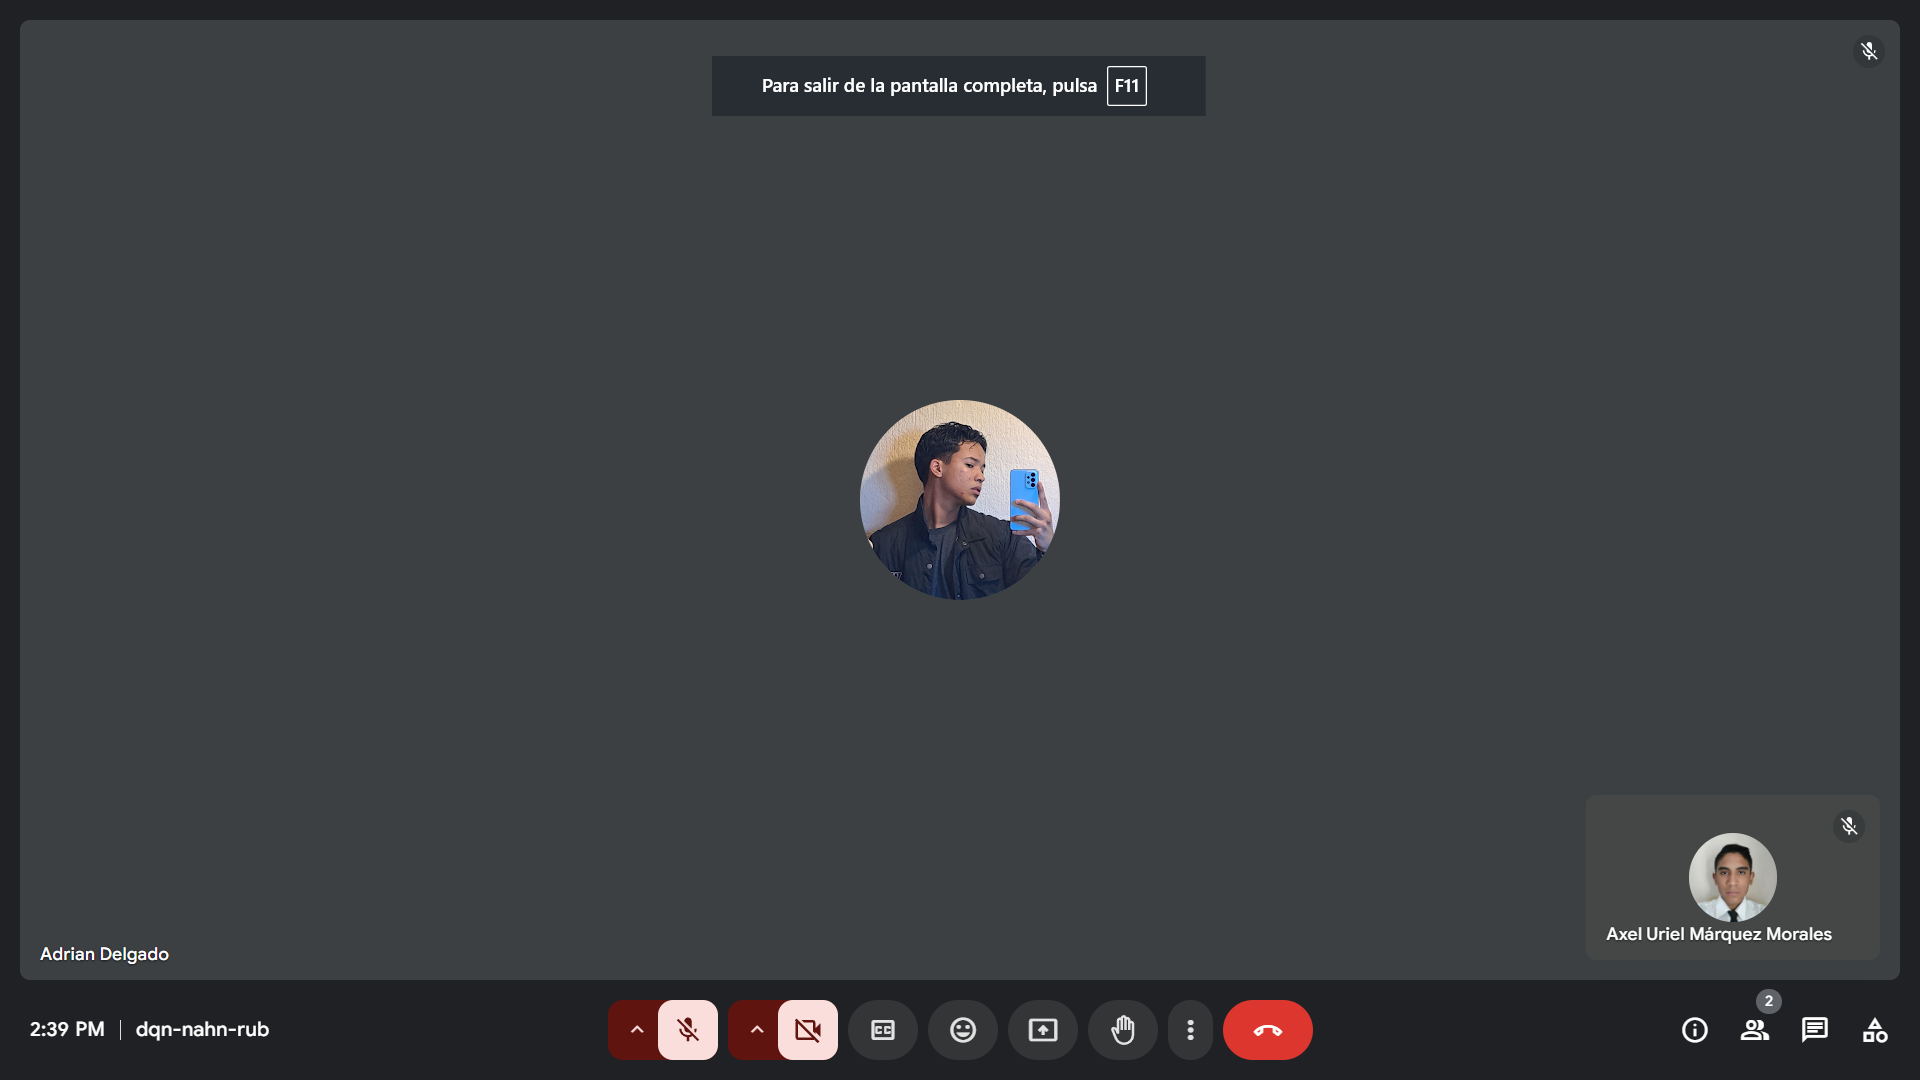 Para salir de la pantalla completa, pulsa F11
Axel Uriel Márquez Morales
Adrian Delgado
2
2:39 PM | dqn-nahn-rub
CC